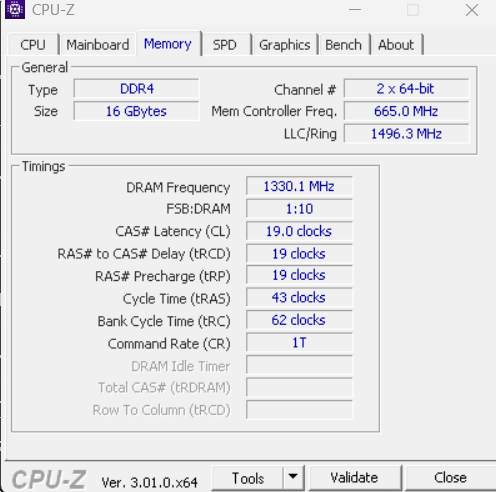 CPU-Z
CPU Mainboard Memory SPD Graphics Bench About
General
Type DDR4 Channel # 2 x 64-bit
Size 16 GBytes Mem Controller Freq. 665.0 MHz
LLC/Ring 1496.3 MHz
Timings
DRAM Frequency 1330.1 MHz
FSB:DRAM 1:10
CAS# Latency (CL) 19.0 clocks
RAS# to CAS# Delay (tRCD) 19 clocks
RAS# Precharge (tRP) 19 clocks
Cycle Time (tRAS) 43 clocks
Bank Cycle Time (tRC) 62 clocks
Command Rate (CR) 1T
DRAM Idle Timer
Total CAS# (tRDRAM)
Row To Column (tRCD)
CPU-Z Ver. 3.01.0.x64 Tools Validate Close